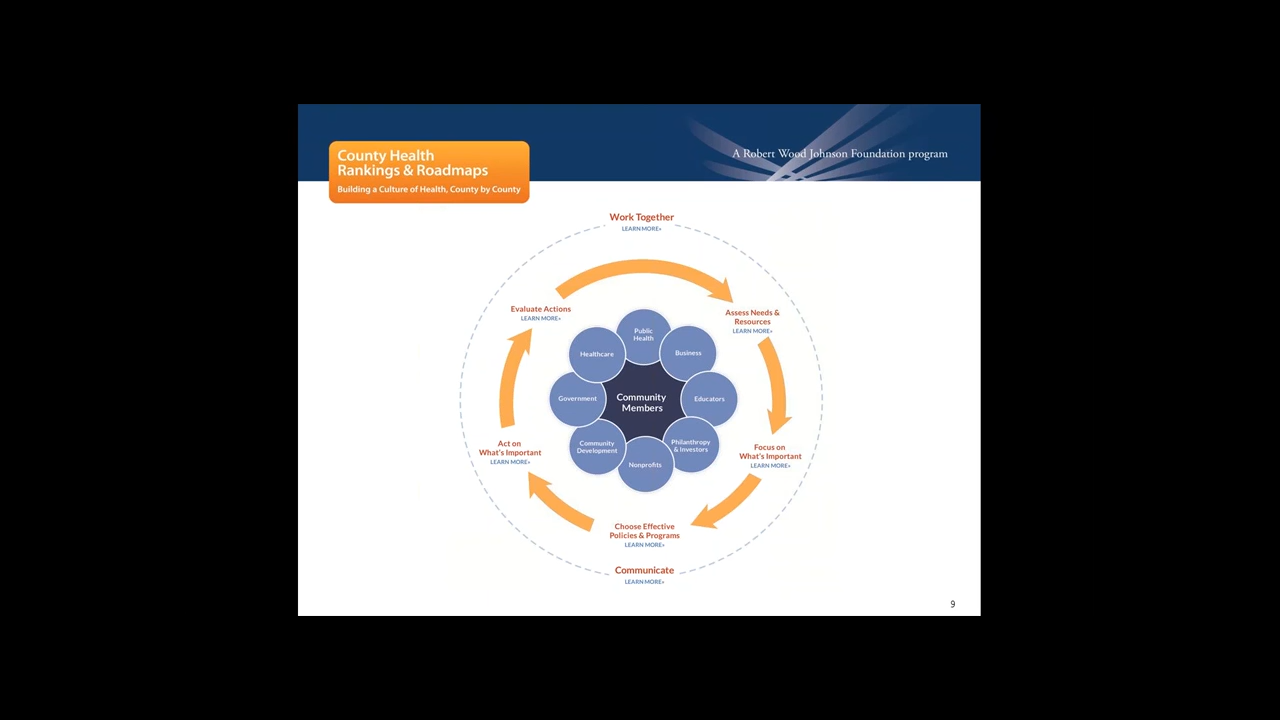 County Health
Rankings & Roadmaps
Building a Culture of Health, County by County
A Robert Wood Johnson Foundation program
Work Together
LEARN MORE»
Evaluate Actions
LEARN MORE»
Assess Needs &
Resources
LEARN MORE»
Public
Health
Healthcare
Business
Government
Community
Members
Educators
Community
Development
Philanthropy
& Investors
Nonprofits
Act on
What's Important
LEARN MORE»
Focus on
What's Important
LEARN MORE»
Choose Effective
Policies & Programs
LEARN MORE»
Communicate
LEARN MORE»
9